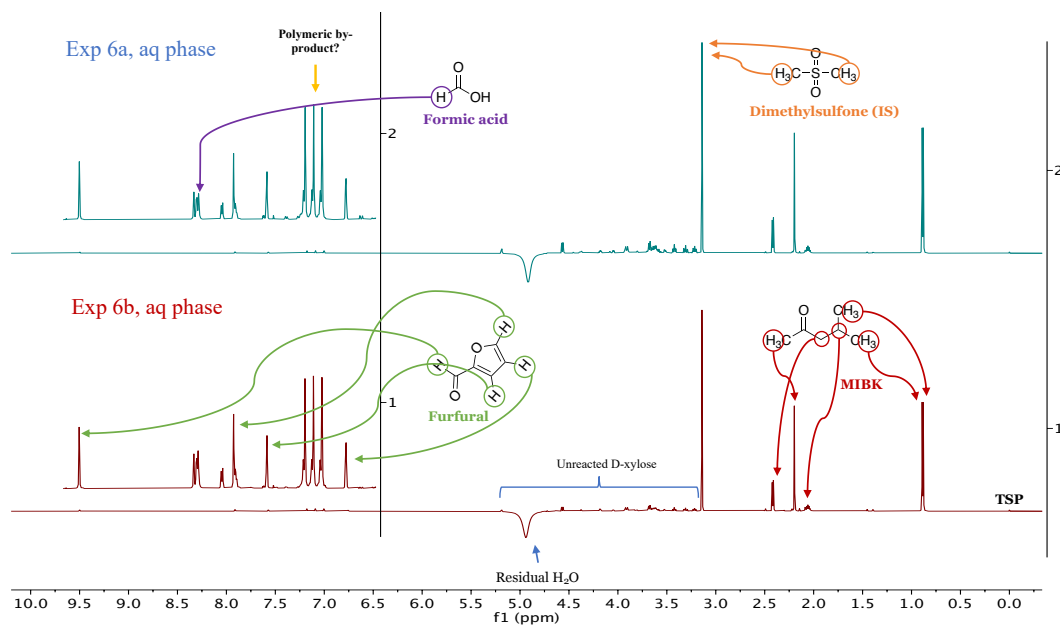 Exp 6a, aq phase
Polymeric by-
product?
O
H
OH
Formic acid
2
O
H₃C S CH₃
O
Dimethylsulfone (IS)
2
Exp 6b, aq phase
H
O
H
H
O
H
Furfural
1
CH₃
O
H₃C
CH₃
MIBK
1
Unreacted D-xylose
TSP
Residual H₂O
10.0 9.5 9.0 8.5 8.0 7.5 7.0 6.5 6.0 5.5 5.0 4.5 4.0 3.5 3.0 2.5 2.0 1.5 1.0 0.5 0.0
f1 (ppm)